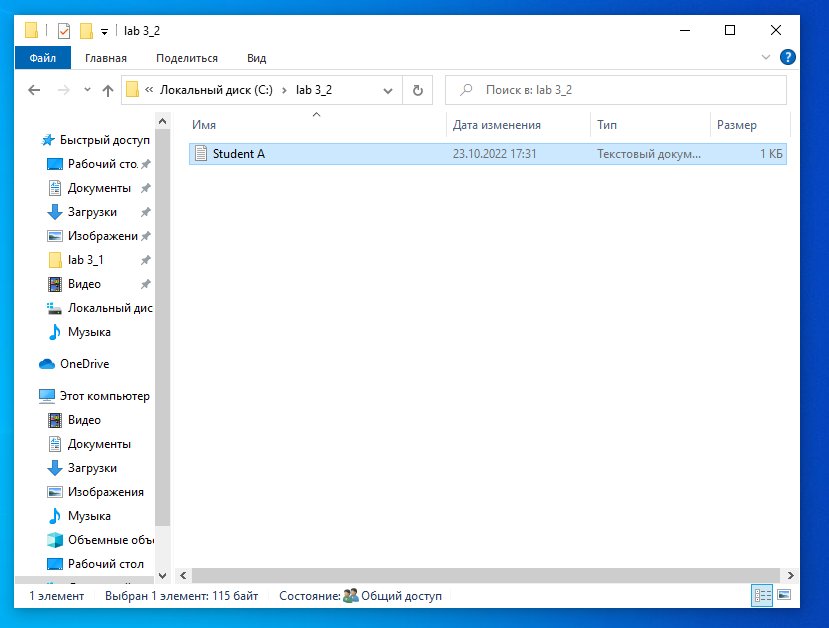 lab 3_2
Файл Главная Поделиться Вид
« Локальный диск (C:) › lab 3_2 Поиск в: lab 3_2
Имя Дата изменения Тип Размер
Student A 23.10.2022 17:31 Текстовый докум... 1 КБ
Быстрый доступ
Рабочий сто.
Документы
Загрузки
Изображени
lab 3_1
Видео
Локальный дис
Музыка
OneDrive
Этот компьютер
Видео
Документы
Загрузки
Изображения
Музыка
Объемные объ
Рабочий стол
1 элемент Выбран 1 элемент: 115 байт Состояние: Общий доступ